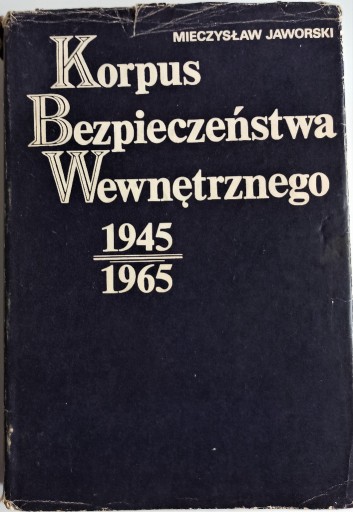 MIECZYSŁAW JAWORSKI
Korpus
Bezpieczeństwa
Wewnętrznego
1945
1965